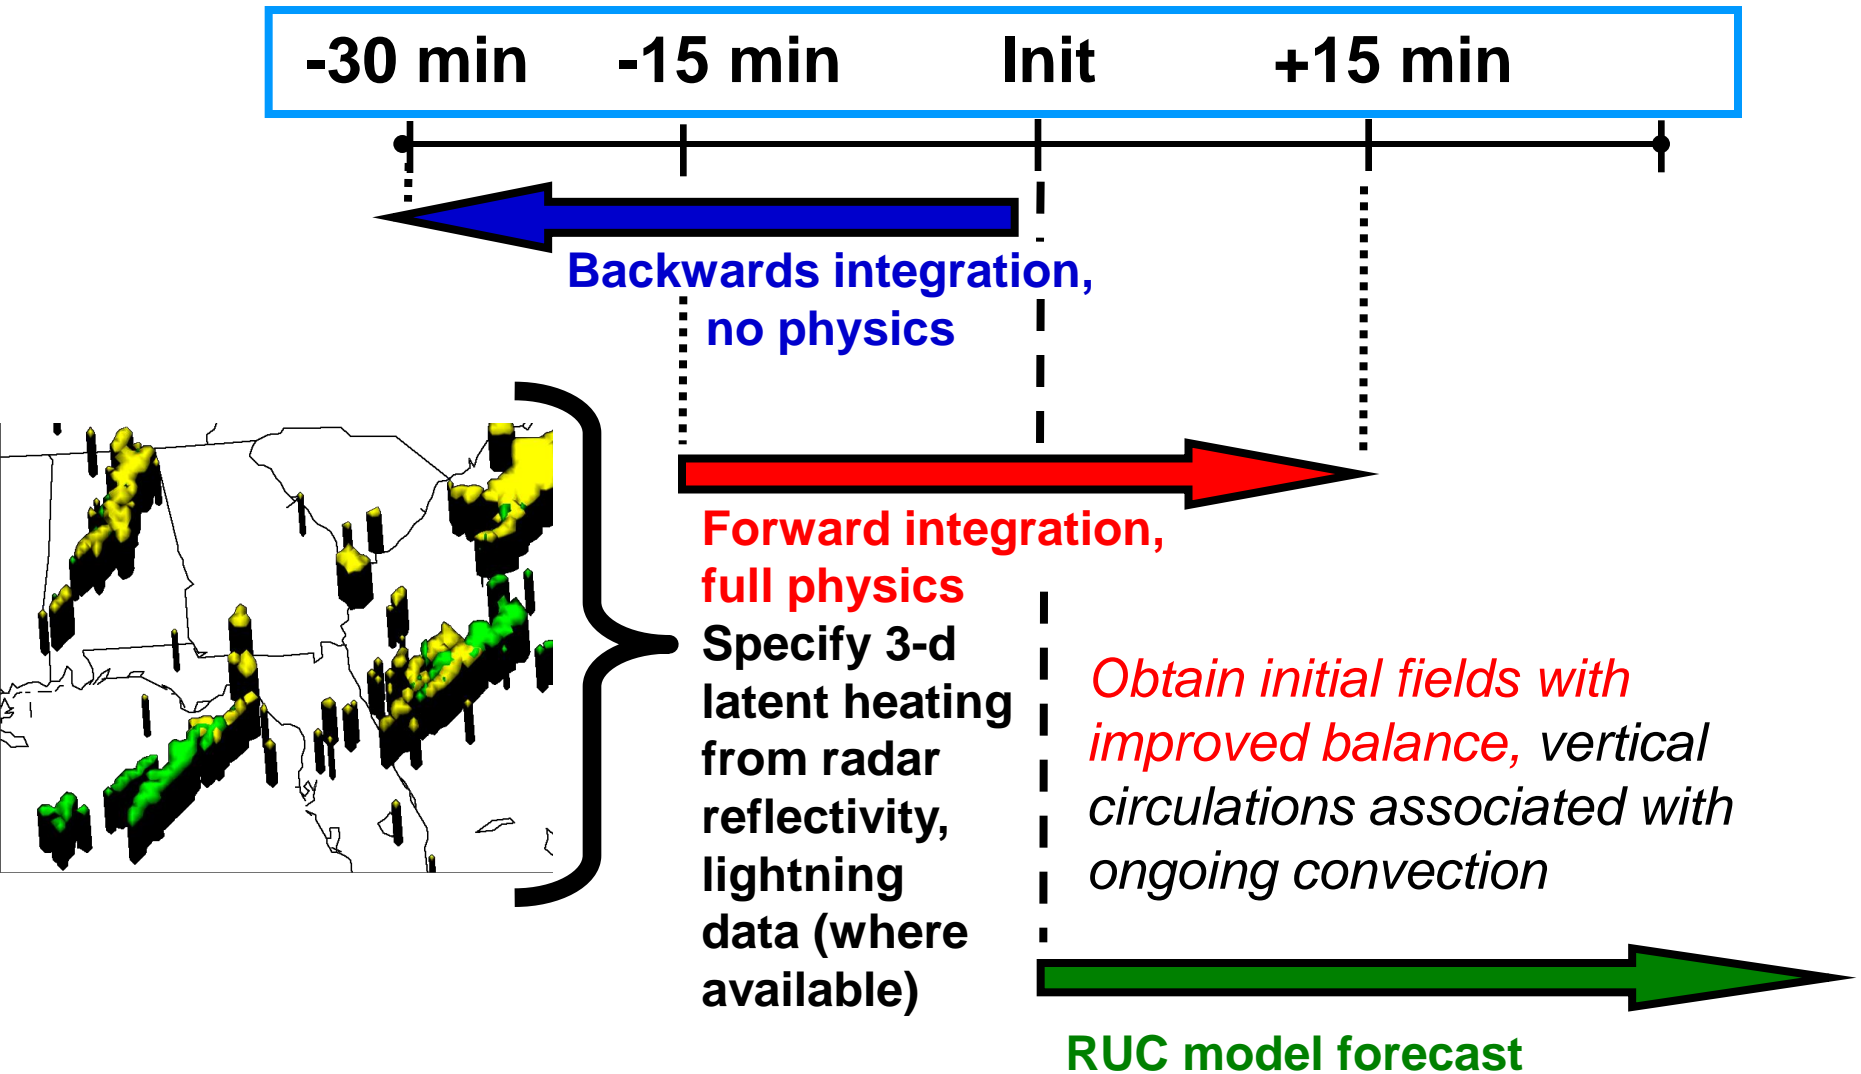 -30 min -15 min Init +15 min
Backwards integration,
no physics
Forward integration,
full physics
Specify 3-d
latent heating
from radar
reflectivity,
lightning
data (where
available)
Obtain initial fields with
improved balance, vertical
circulations associated with
ongoing convection
RUC model forecast